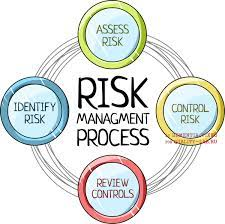 ASSESS
RISK
IDENTIFY
RISK
RISK
MANAGMENT
PROCESS
CONTROL
RISK
REVIEW
CONTROLS